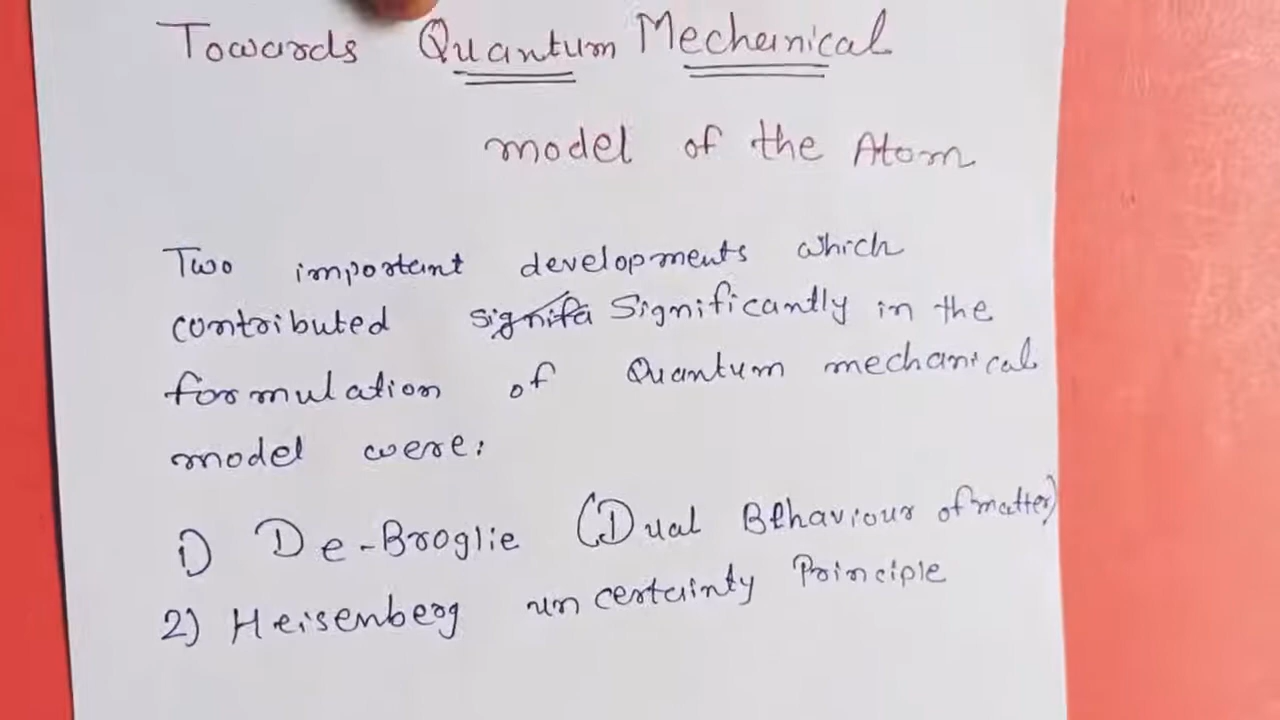 Towards Quantum Mechanical
model of the Atom
Two important developments which
contributed signifa Significantly in the
formulation of Quantum mechanical
model were:
1) De-Broglie (Dual Behaviour of matter)
2) Heisenberg uncertainty Principle